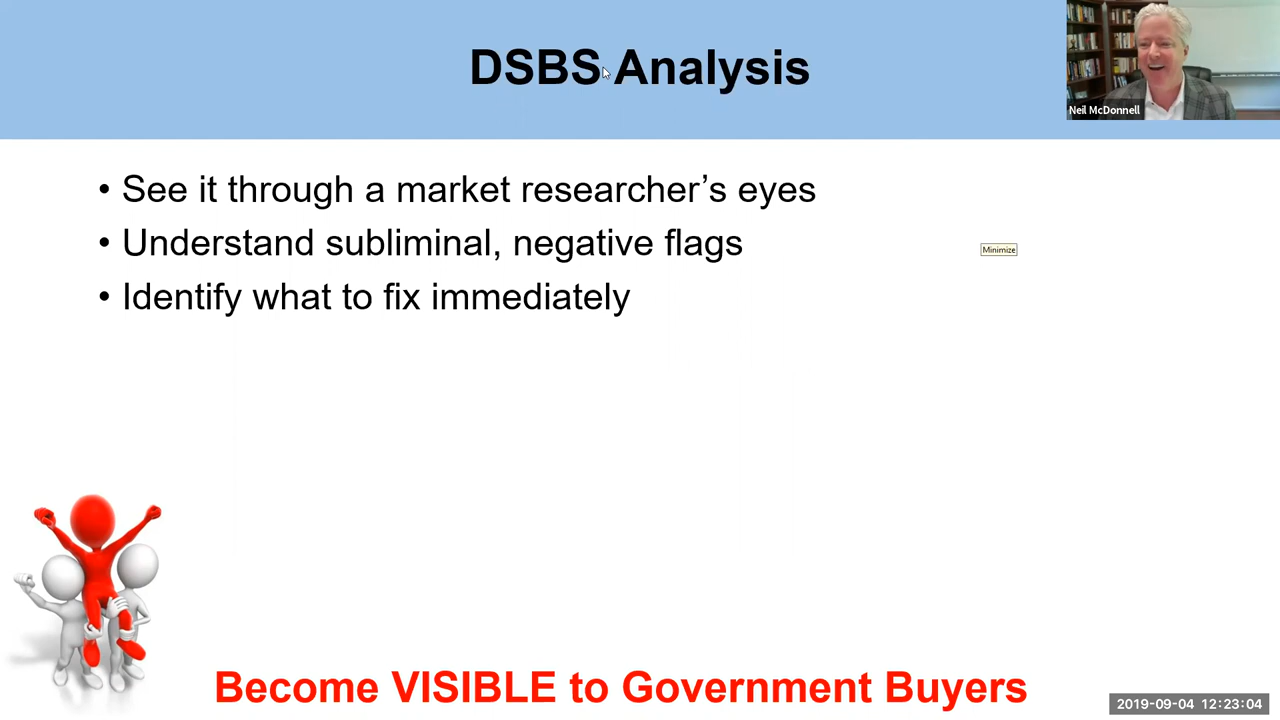 DSBS Analysis
Neil McDonnell
• See it through a market researcher’s eyes
• Understand subliminal, negative flags
Minimize
• Identify what to fix immediately
Become VISIBLE to Government Buyers
2019-09-04 12:23:04